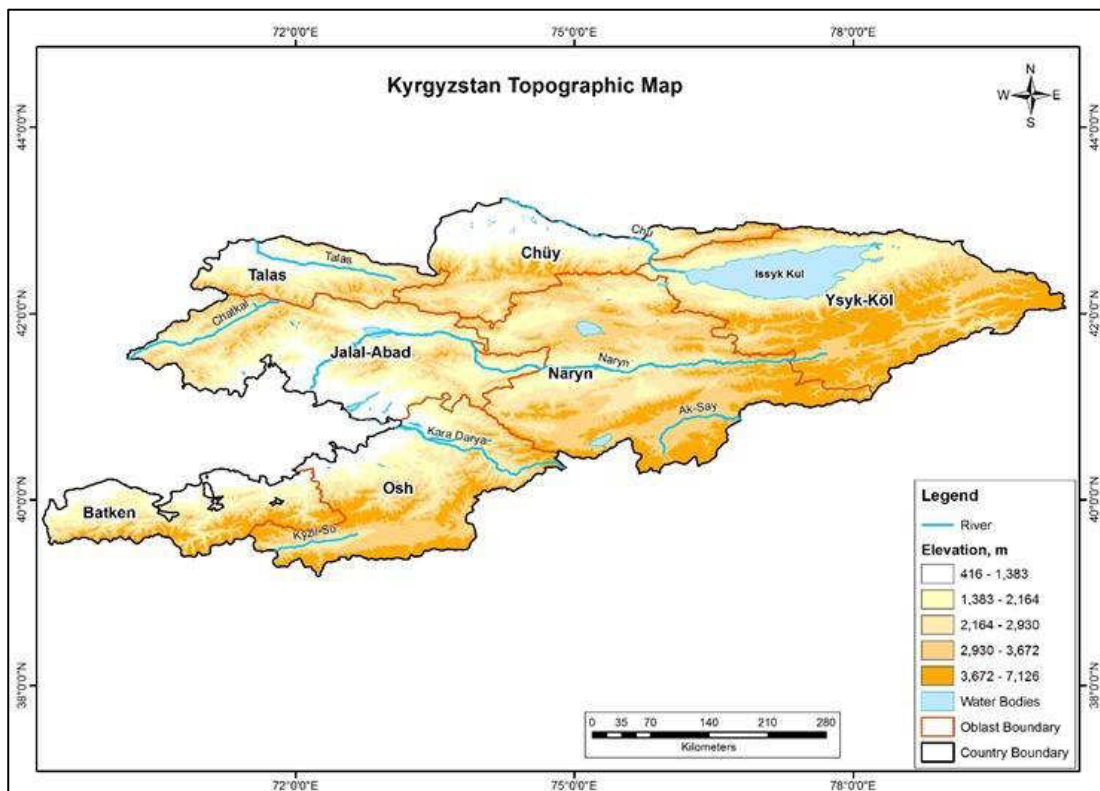 72°0'0"E 75°0'0"E 78°0'0"E
Kyrgyzstan Topographic Map
N
W E
S
44°0'0"N 44°0'0"N
Chu
Talas
Chüy
Talas
Issyk Kul
Ysyk-Köl
Chatkal
42°0'0"N 42°0'0"N
Jalal-Abad
Naryn
Naryn
Ak-Say
Kara Darya
Osh
Batken
Kyzil-Su
40°0'0"N 40°0'0"N
Legend
River
Elevation, m
416 - 1,383
1,383 - 2,164
2,164 - 2,930
2,930 - 3,672
3,672 - 7,126
Water Bodies
Oblast Boundary
Country Boundary
38°0'0"N 38°0'0"N
0 35 70 140 210 280
Kilometers
72°0'0"E 75°0'0"E 78°0'0"E